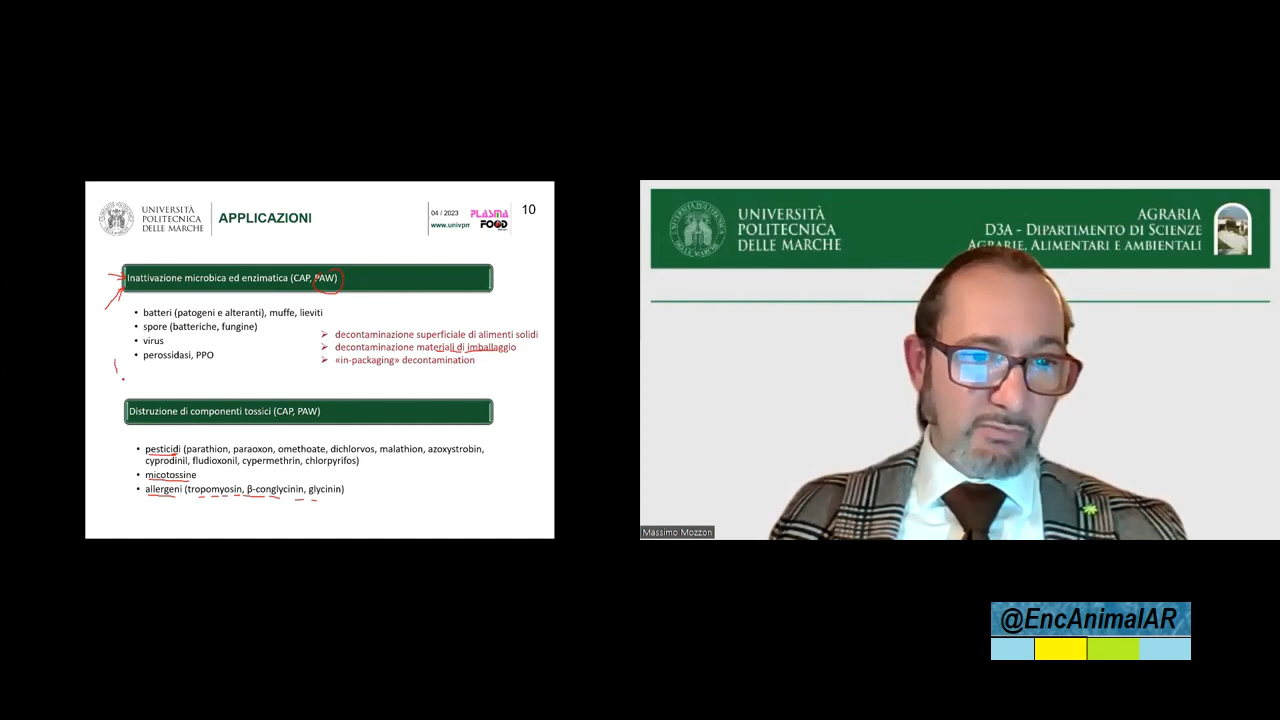 UNIVERSITÀ
POLITECNICA
DELLE MARCHE
APPLICAZIONI
04 / 2023
www.univpm
PLASMA
FOOD
10
Inattivazione microbica ed enzimatica (CAP, PAW)
• batteri (patogeni e alteranti), muffe, lieviti
• spore (batteriche, fungine)
• virus
• perossidasi, PPO
➢ decontaminazione superficiale di alimenti solidi
➢ decontaminazione materiali di imballaggio
➢ «in-packaging» decontamination
Distruzione di componenti tossici (CAP, PAW)
• pesticidi (parathion, paraoxon, omethoate, dichlorvos, malathion, azoxystrobin,
cyprodinil, fludioxonil, cypermethrin, chlorpyrifos)
• micotossine
• allergeni (tropomyosin, β-conglycinin, glycinin)
UNIVERSITÀ
POLITECNICA
DELLE MARCHE
AGRARIA
D3A - DIPARTIMENTO DI SCIENZE
AGRARIE, ALIMENTARI E AMBIENTALI
Massimo Mozzon
@EncAnimalAR